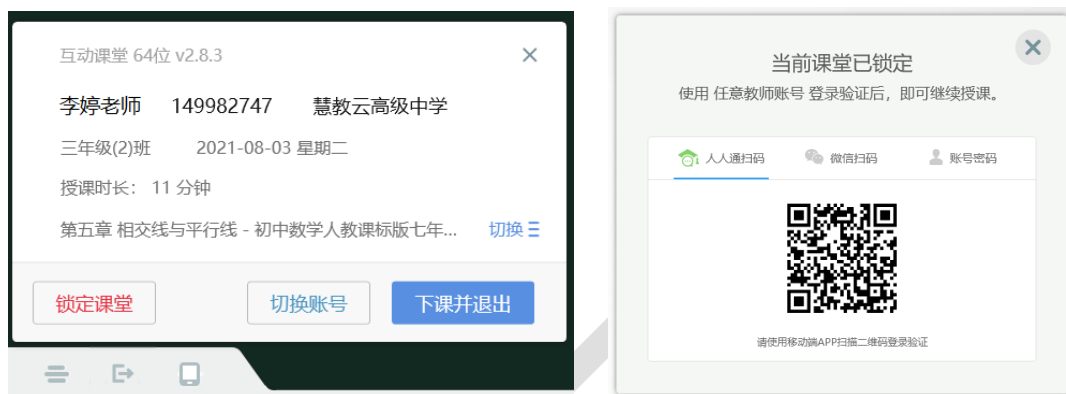 互动课堂 64位 v2.8.3
李婷老师 149982747 慧教云高级中学
三年级(2)班 2021-08-03 星期二
授课时长： 11 分钟
第五章 相交线与平行线 - 初中数学人教课标版七年... 切换
锁定课堂 切换账号 下课并退出
当前课堂已锁定
使用 任意教师账号 登录验证后，即可继续授课。
人人通扫码 微信扫码 账号密码
请使用移动端APP扫描二维码登录验证